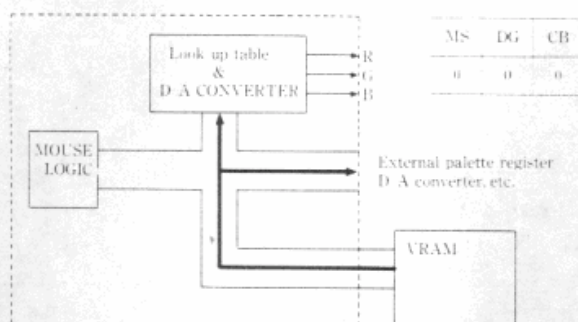 Look up table
&
D-A CONVERTER
R
G
B
MS DG CB
0 0 0
MOUSE
LOGIC
External palette register
D-A converter, etc.
VRAM